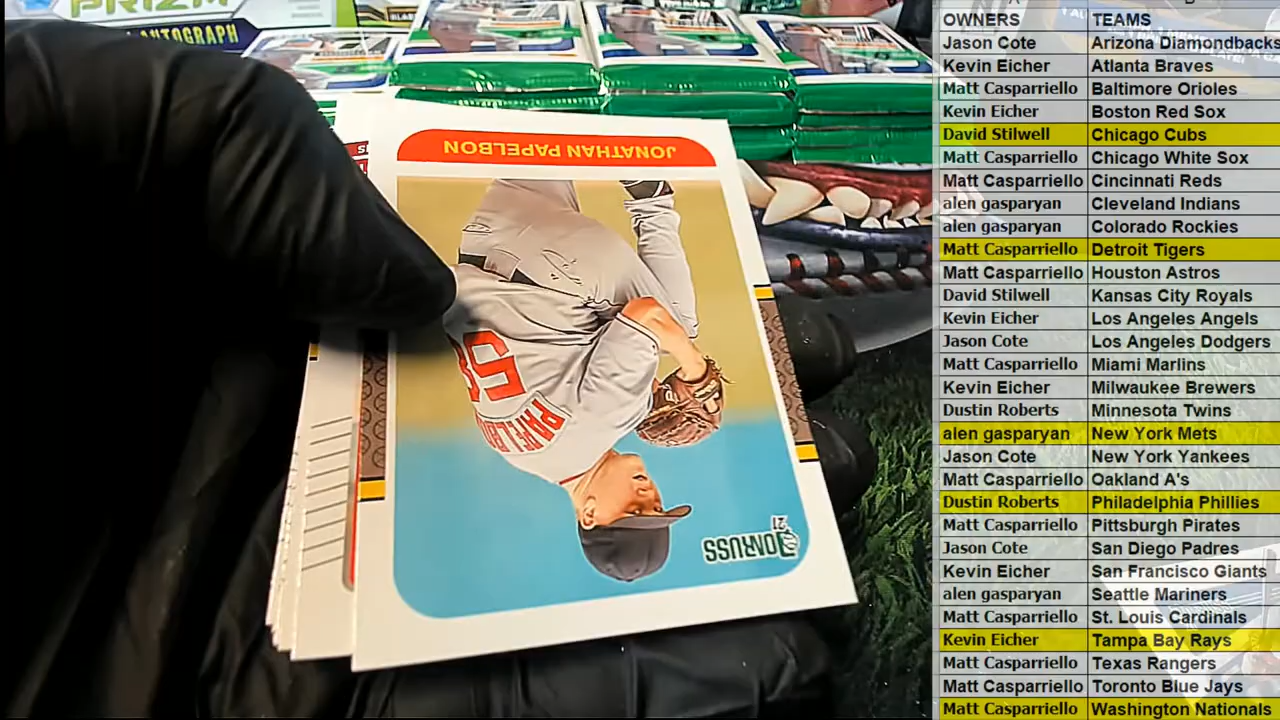 PRIZM
AUTOGRAPH
JONATHAN PAPELBON
58
PAPELBON
21
DONRUSS
OWNERS TEAMS
Jason Cote Arizona Diamondbacks
Kevin Eicher Atlanta Braves
Matt Casparriello Baltimore Orioles
Kevin Eicher Boston Red Sox
David Stilwell Chicago Cubs
Matt Casparriello Chicago White Sox
Matt Casparriello Cincinnati Reds
alen gasparyan Cleveland Indians
alen gasparyan Colorado Rockies
Matt Casparriello Detroit Tigers
Matt Casparriello Houston Astros
David Stilwell Kansas City Royals
Kevin Eicher Los Angeles Angels
Jason Cote Los Angeles Dodgers
Matt Casparriello Miami Marlins
Kevin Eicher Milwaukee Brewers
Dustin Roberts Minnesota Twins
alen gasparyan New York Mets
Jason Cote New York Yankees
Matt Casparriello Oakland A's
Dustin Roberts Philadelphia Phillies
Matt Casparriello Pittsburgh Pirates
Jason Cote San Diego Padres
Kevin Eicher San Francisco Giants
alen gasparyan Seattle Mariners
Matt Casparriello St. Louis Cardinals
Kevin Eicher Tampa Bay Rays
Matt Casparriello Texas Rangers
Matt Casparriello Toronto Blue Jays
Matt Casparriello Washington Nationals